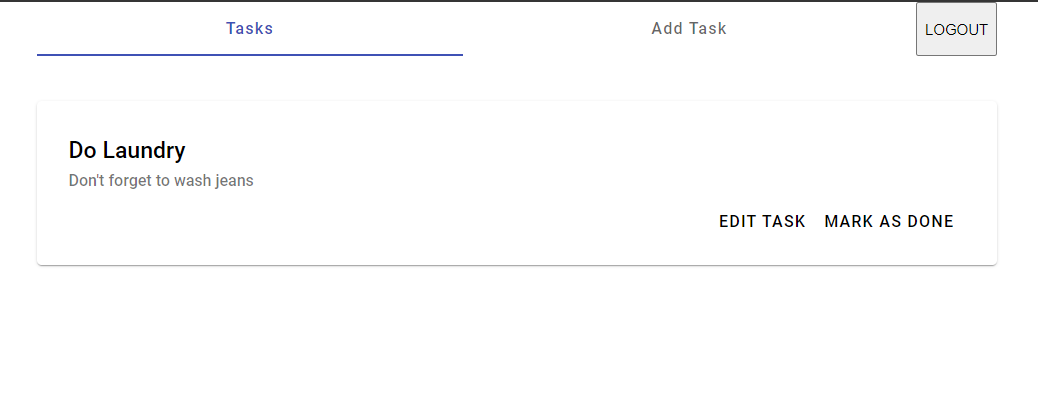 Tasks
Add Task
LOGOUT
Do Laundry
Don't forget to wash jeans
EDIT TASK
MARK AS DONE